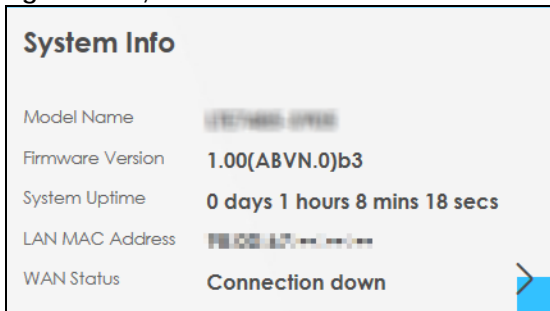 System Info
Model Name
Firmware Version 1.00(ABVN.0)b3
System Uptime 0 days 1 hours 8 mins 18 secs
LAN MAC Address
WAN Status Connection down